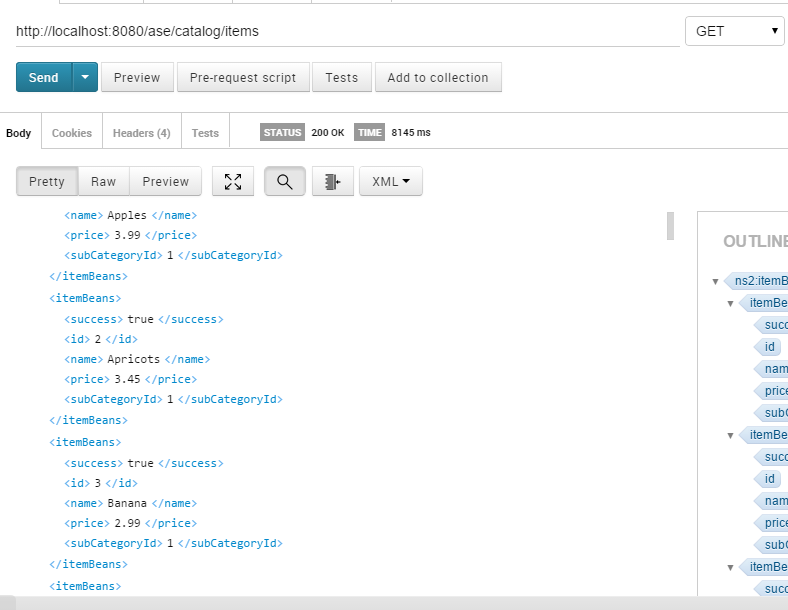 http://localhost:8080/ase/catalog/items GET
Send Preview Pre-request script Tests Add to collection
Body Cookies Headers (4) Tests STATUS 200 OK TIME 8145 ms
Pretty Raw Preview XML
<name> Apples </name>
<price> 3.99 </price>
<subCategoryId> 1 </subCategoryId>
</itemBeans>
<itemBeans>
<success> true </success>
<id> 2 </id>
<name> Apricots </name>
<price> 3.45 </price>
<subCategoryId> 1 </subCategoryId>
</itemBeans>
<itemBeans>
<success> true </success>
<id> 3 </id>
<name> Banana </name>
<price> 2.99 </price>
<subCategoryId> 1 </subCategoryId>
</itemBeans>
<itemBeans>
OUTLINE
ns2:itemB
itemBe
succ
id
nam
price
subC
itemBe
succ
id
nam
price
subC
itemBe
succ